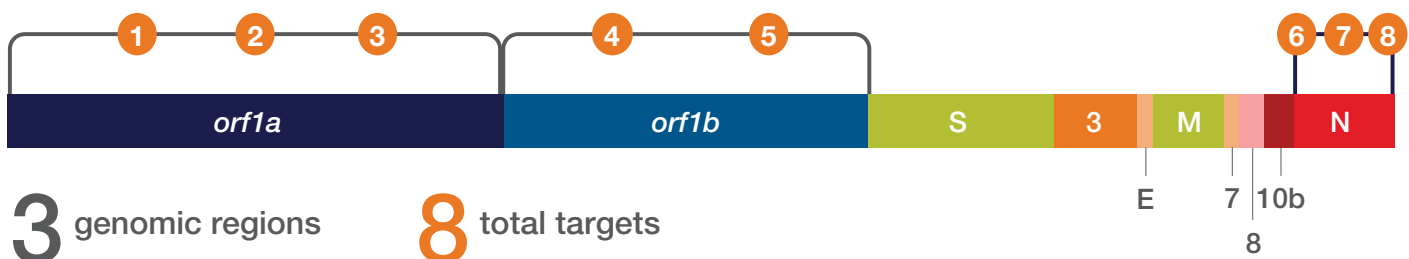 1 2 3 4 5 6 7 8
orf1a orf1b S 3 M N
E 7 10b
8
3 genomic regions 8 total targets